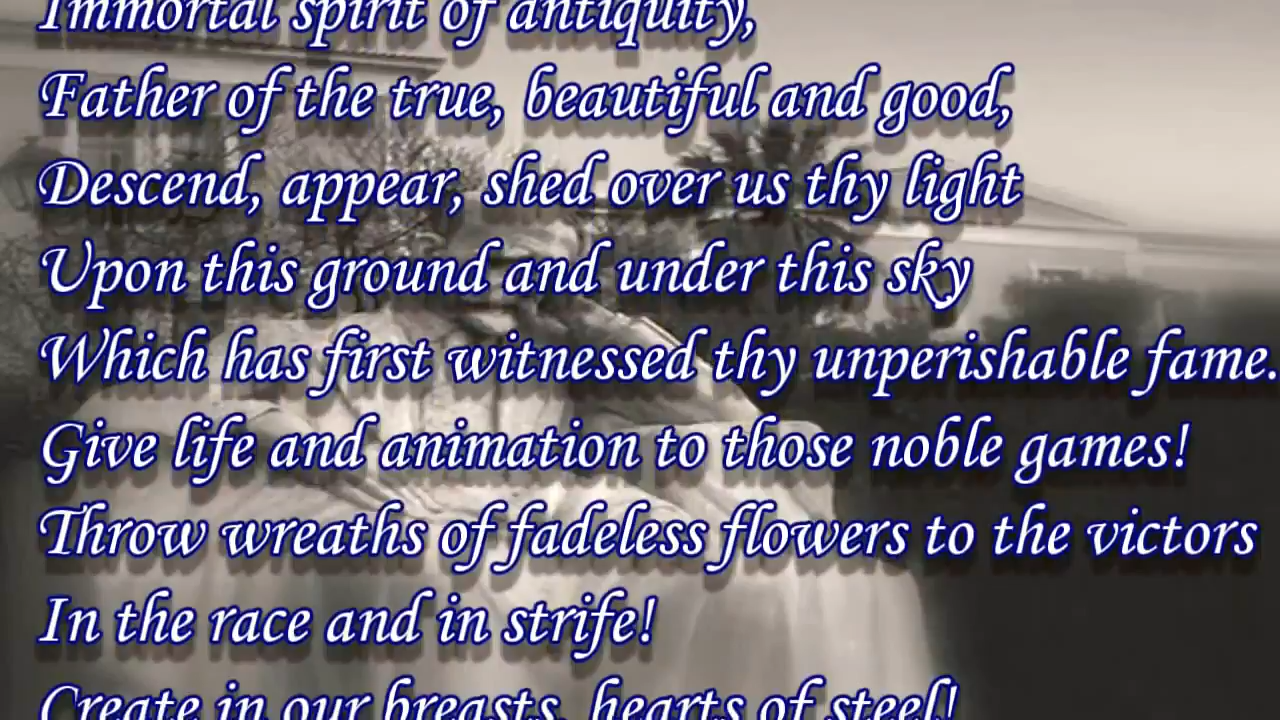 Immortal spirit of antiquity,
Father of the true, beautiful and good,
Descend, appear, shed over us thy light
Upon this ground and under this sky
Which has first witnessed thy unperishable fame.
Give life and animation to those noble games!
Throw wreaths of fadeless flowers to the victors
In the race and in strife!
Create in our breasts, hearts of steel!